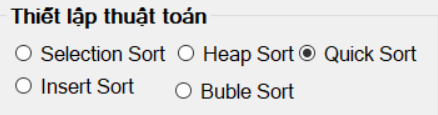 Thiết lập thuật toán
Selection Sort Heap Sort Quick Sort
Insert Sort Buble Sort